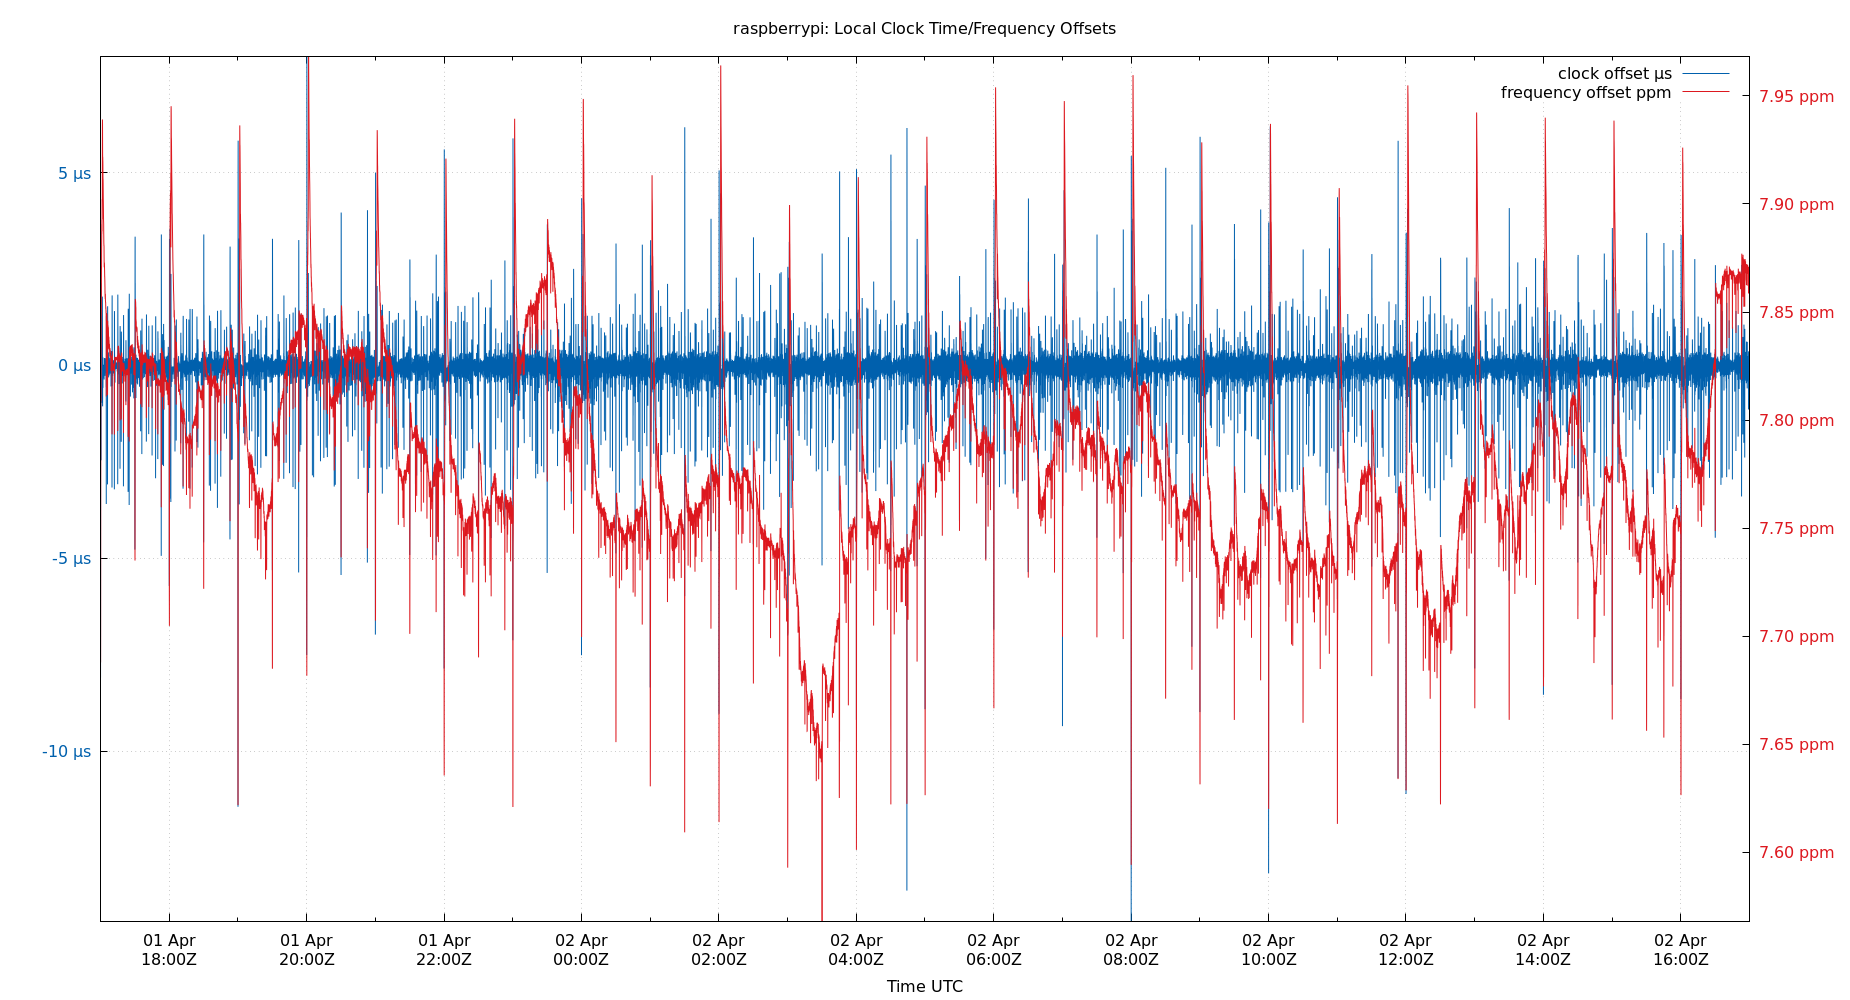 raspberrypi: Local Clock Time/Frequency Offsets
clock offset µs
frequency offset ppm
5 µs
0 µs
-5 µs
-10 µs
7.95 ppm
7.90 ppm
7.85 ppm
7.80 ppm
7.75 ppm
7.70 ppm
7.65 ppm
7.60 ppm
01 Apr 01 Apr 01 Apr 02 Apr 02 Apr 02 Apr 02 Apr 02 Apr 02 Apr 02 Apr 02 Apr 02 Apr
18:00Z 20:00Z 22:00Z 00:00Z 02:00Z 04:00Z 06:00Z 08:00Z 10:00Z 12:00Z 14:00Z 16:00Z
Time UTC